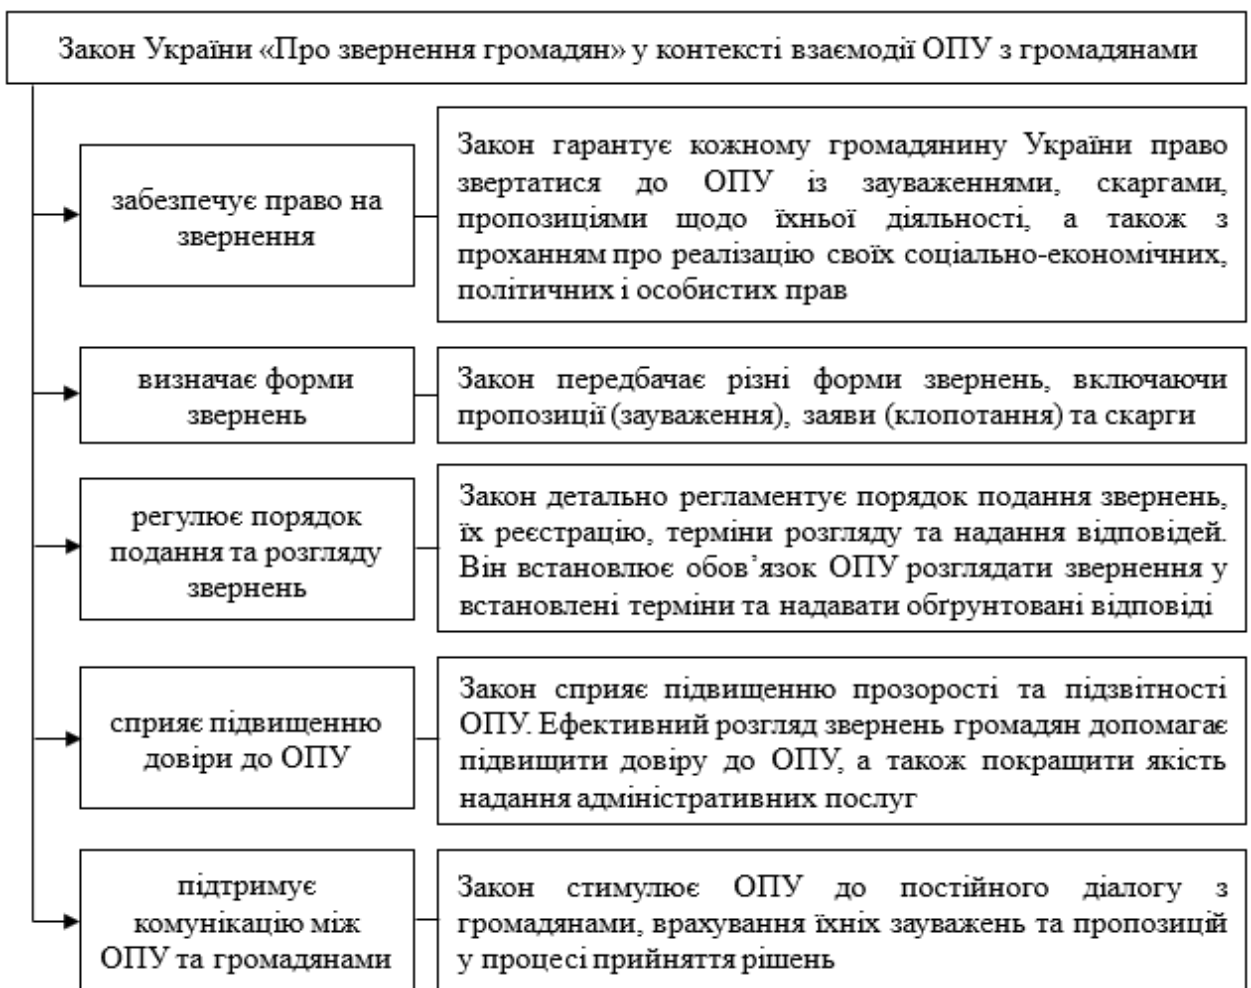 Закон України «Про звернення громадян» у контексті взаємодії ОПУ з громадянами
забезпечує право на
звернення
Закон гарантує кожному громадянину України право
звертатися до ОПУ із зауваженнями, скаргами,
пропозиціями щодо їхньої діяльності, а також з
проханням про реалізацію своїх соціально-економічних,
політичних і особистих прав
визначає форми
звернень
Закон передбачає різні форми звернень, включаючи
пропозиції (зауваження), заяви (клопотання) та скарги
регулює порядок
подання та розгляду
звернень
Закон детально регламентує порядок подання звернень,
їх реєстрацію, терміни розгляду та надання відповідей.
Він встановлює обов’язок ОПУ розглядати звернення у
встановлені терміни та надавати обґрунтовані відповіді
сприяє підвищенню
довіри до ОПУ
Закон сприяє підвищенню прозорості та підзвітності
ОПУ. Ефективний розгляд звернень громадян допомагає
підвищити довіру до ОПУ, а також покращити якість
надання адміністративних послуг
підтримує
комунікацію між
ОПУ та громадянами
Закон стимулює ОПУ до постійного діалогу з
громадянами, врахування їхніх зауважень та пропозицій
у процесі прийняття рішень